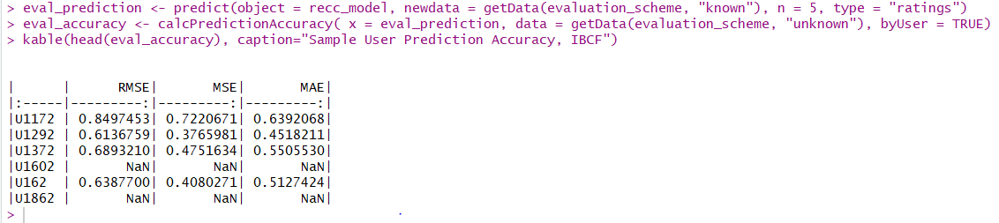 > eval_prediction <- predict(object = recc_model, newdata = getData(evaluation_scheme, "known"), n = 5, type = "ratings")
> eval_accuracy <- calcPredictionAccuracy( x = eval_prediction, data = getData(evaluation_scheme, "unknown"), byUser = TRUE)
> kable(head(eval_accuracy), caption="Sample User Prediction Accuracy, IBCF")
|      |      RMSE|       MSE|       MAE|
|:-----|---------:|---------:|---------:|
|U1172 | 0.8497453| 0.7220671| 0.6392068|
|U1292 | 0.6136759| 0.3765981| 0.4518211|
|U1372 | 0.6893210| 0.4751634| 0.5505530|
|U1602 |       NaN|       NaN|       NaN|
|U162  | 0.6387700| 0.4080271| 0.5127424|
|U1862 |       NaN|       NaN|       NaN|
>